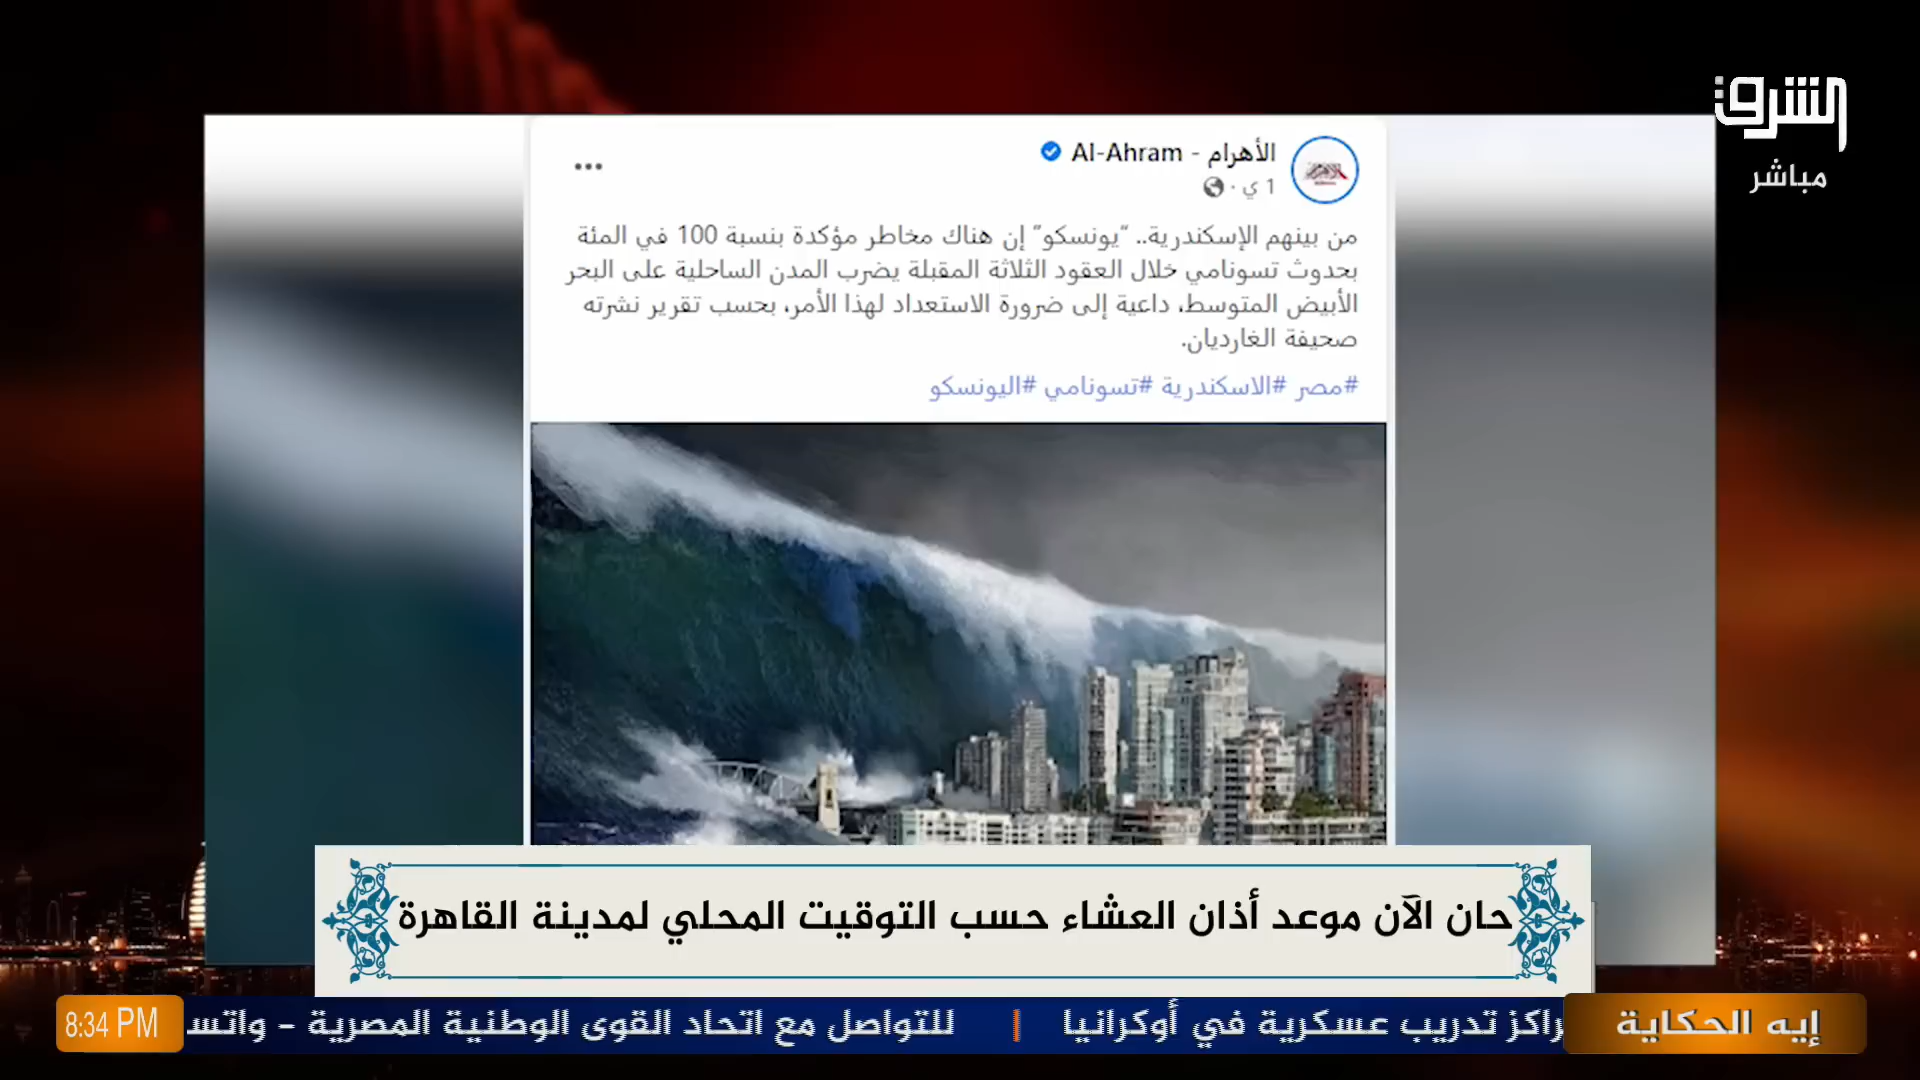 الشرق
مباشر
الأهرام - Al-Ahram
1 ي
من بينهم الإسكندرية.. "يونسكو" إن هناك مخاطر مؤكدة بنسبة 100 في المئة
بحدوث تسونامي خلال العقود الثلاثة المقبلة يضرب المدن الساحلية على البحر
الأبيض المتوسط، داعية إلى ضرورة الاستعداد لهذا الأمر، بحسب تقرير نشرته
صحيفة الغارديان.
#مصر #الاسكندرية #تسونامي #اليونسكو
حان الآن موعد أذان العشاء حسب التوقيت المحلي لمدينة القاهرة
إيه الحكاية
راكز تدريب عسكرية في أوكرانيا | للتواصل مع اتحاد القوى الوطنية المصرية - واتس
8:34 PM